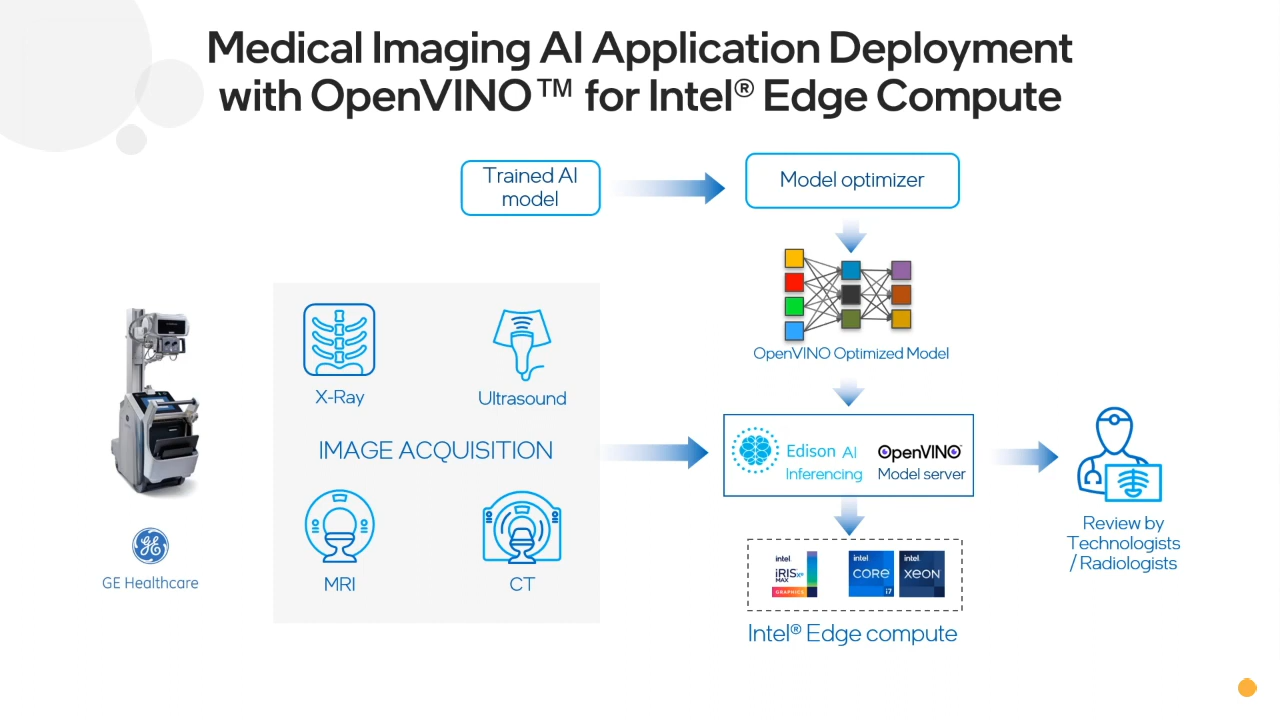 Medical Imaging AI Application Deployment
with OpenVINO™ for Intel® Edge Compute
Trained AI
model
Model optimizer
OpenVINO Optimized Model
X-Ray
Ultrasound
IMAGE ACQUISITION
MRI
CT
GE Healthcare
Edison AI
Inferencing
OpenVINO™
Model server
intel
iRIS Xe
MAX
GRAPHICS
intel
CORE
i7
intel
XEON
Intel® Edge compute
Review by
Technologists
/ Radiologists